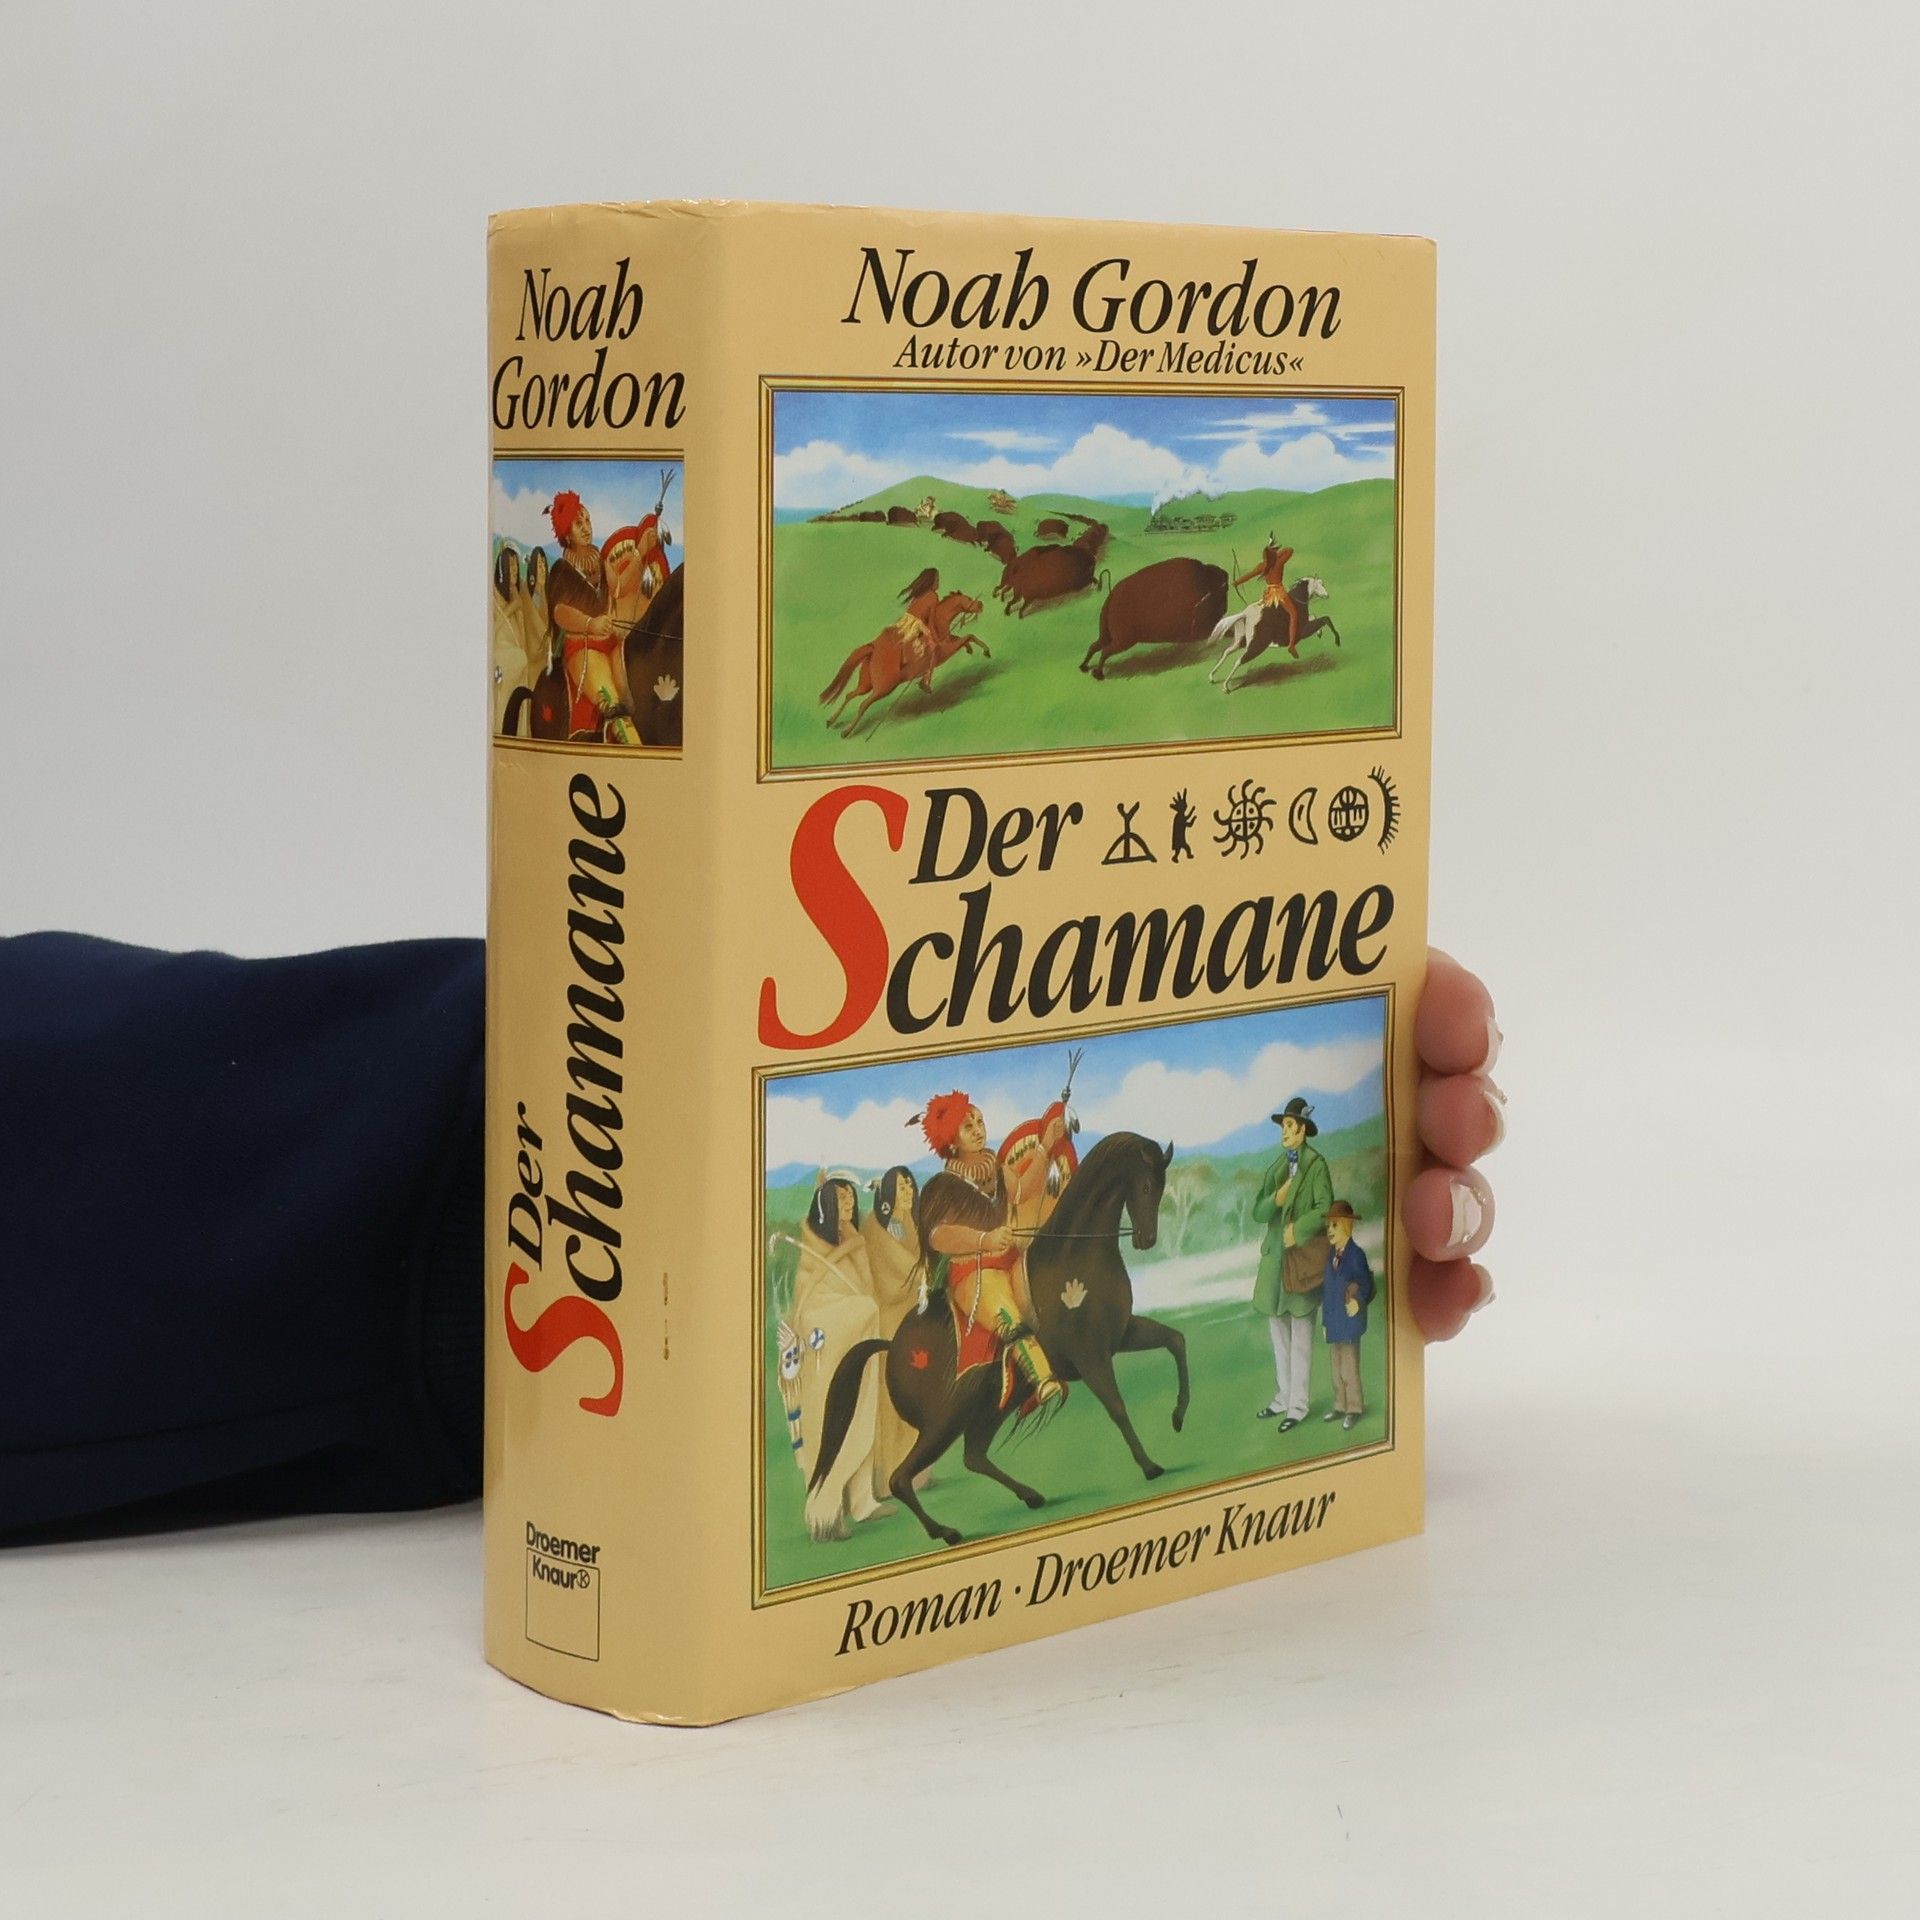 Noah
Gordon
Der
Schamane
Droemer
Knaur®
Noah Gordon
Autor von »Der Medicus«
Der
Schamane
Roman · Droemer Knaur